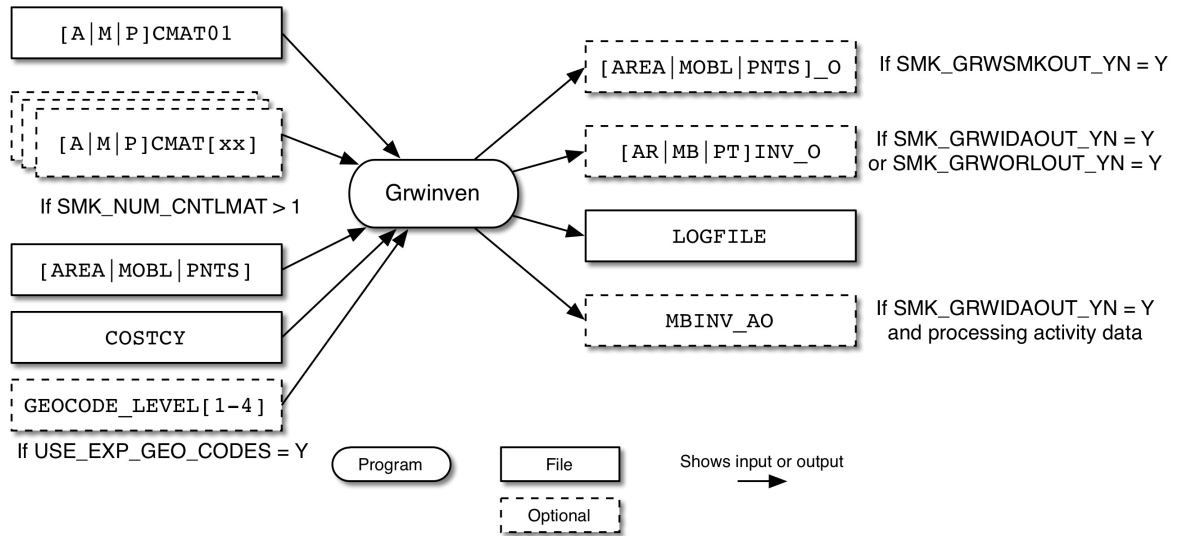 [A|M|P]CMAT01
[A|M|P]CMAT[xx]
If SMK_NUM_CNTLMAT > 1
[AREA|MOBL|PNTS]
COSTCY
GEOCODE_LEVEL[1-4]
If USE_EXP_GEO_CODES = Y
Grwinven
[AREA|MOBL|PNTS]_O
If SMK_GRWSMKOUT_YN = Y
[AR|MB|PT]INV_O
If SMK_GRWIDAOUT_YN = Y
or SMK_GRWORLOUT_YN = Y
LOGFILE
MBINV_AO
If SMK_GRWIDAOUT_YN = Y
and processing activity data
Program
File
Shows input or output
Optional